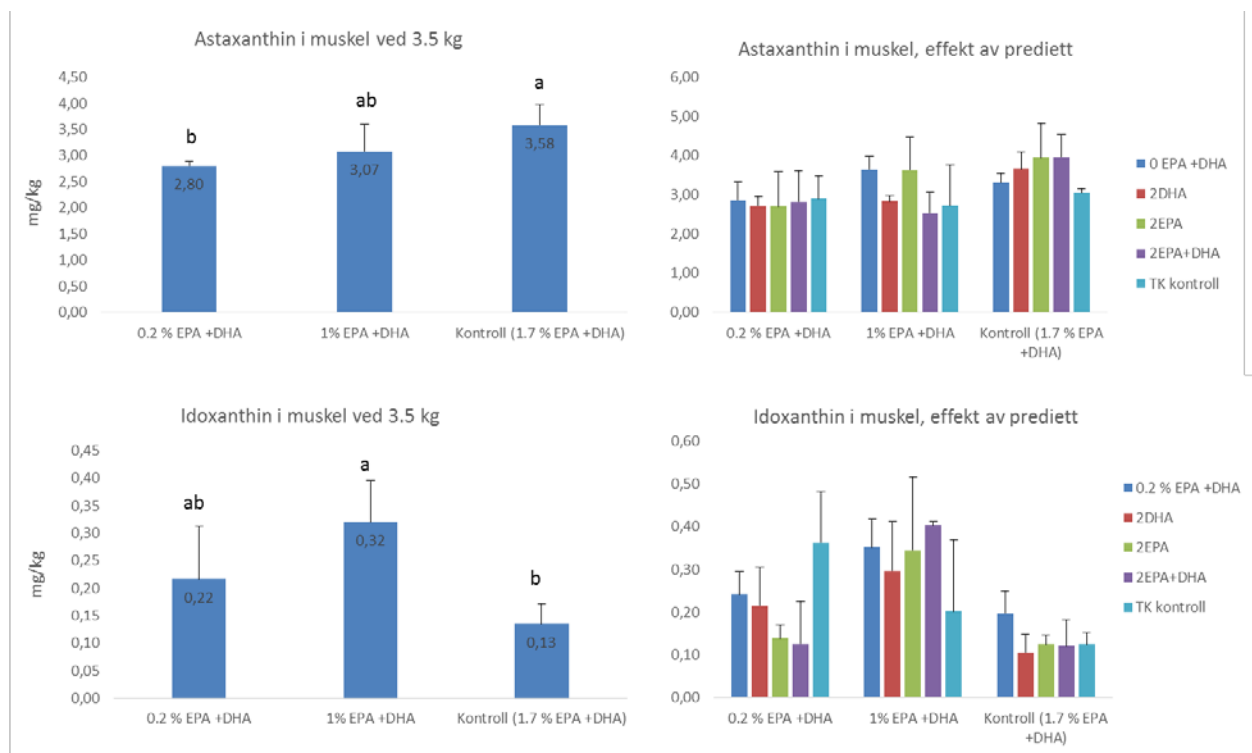 Astaxanthin i muskel ved 3.5 kg
4,50
4,00
3,50
3,00
2,50
2,00
1,50
1,00
0,50
0,00
mg/kg
b
ab
a
2,80
3,07
3,58
0.2 % EPA +DHA
1% EPA +DHA
Kontroll (1.7 % EPA +DHA)
Astaxanthin i muskel, effekt av prediett
6,00
5,00
4,00
3,00
2,00
1,00
0,00
0.2 % EPA +DHA
1% EPA +DHA
Kontroll (1.7 % EPA
+DHA)
0 EPA +DHA
2DHA
2EPA
2EPA+DHA
TK kontroll
Idoxanthin i muskel ved 3.5 kg
0,45
0,40
0,35
0,30
0,25
0,20
0,15
0,10
0,05
0,00
mg/kg
ab
a
b
0,22
0,32
0,13
0.2 % EPA +DHA
1% EPA +DHA
Kontroll (1.7 % EPA +DHA)
Idoxanthin i muskel, effekt av prediett
0,60
0,50
0,40
0,30
0,20
0,10
0,00
0.2 % EPA +DHA
1% EPA +DHA
Kontroll (1.7 % EPA
+DHA)
0.2 % EPA +DHA
2DHA
2EPA
2EPA+DHA
TK kontroll